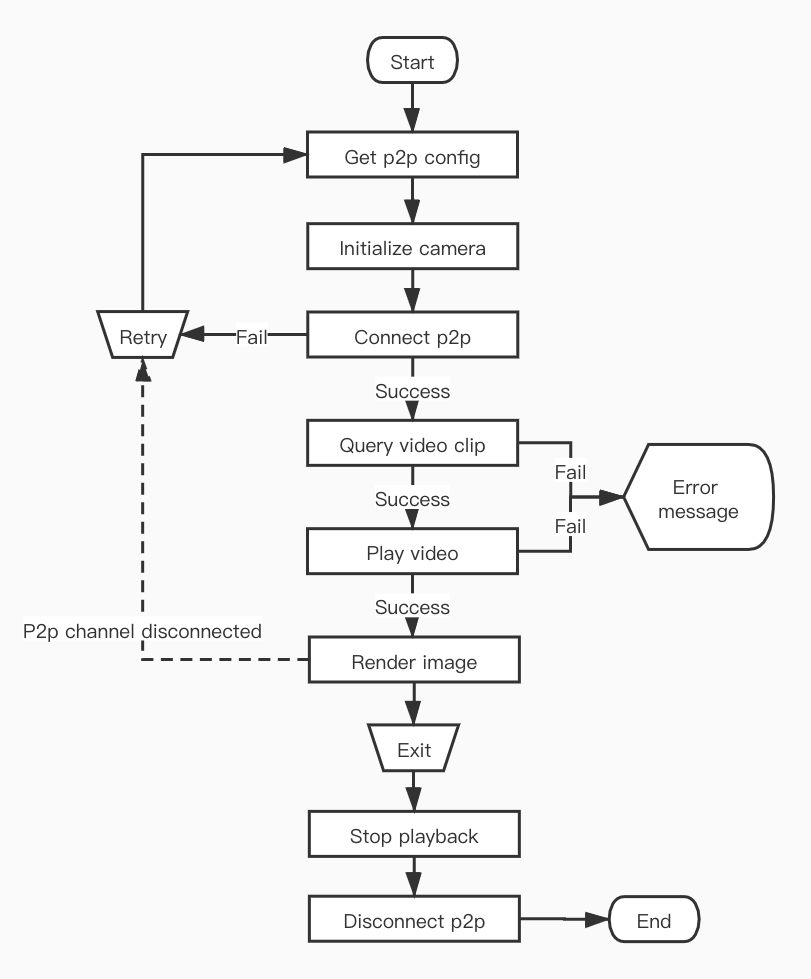 Start
Get p2p config
Initialize camera
Retry
Fail
Connect p2p
Success
Query video clip
Fail
Error
message
Success
Fail
Play video
Success
P2p channel disconnected
Render image
Exit
Stop playback
Disconnect p2p
End